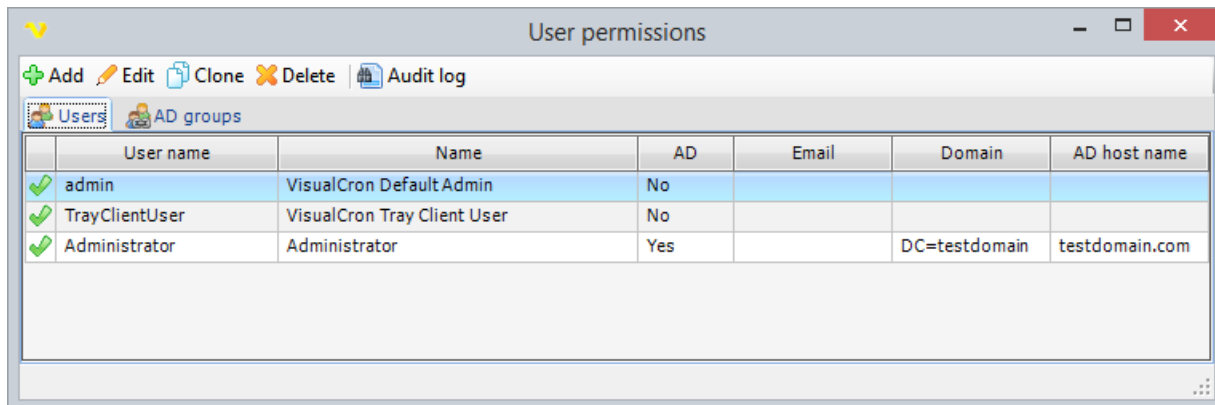 User permissions
Add Edit Clone Delete Audit log
Users AD groups
User name Name AD Email Domain AD host name
admin VisualCron Default Admin No
TrayClientUser VisualCron Tray Client User No
Administrator Administrator Yes DC=testdomain testdomain.com